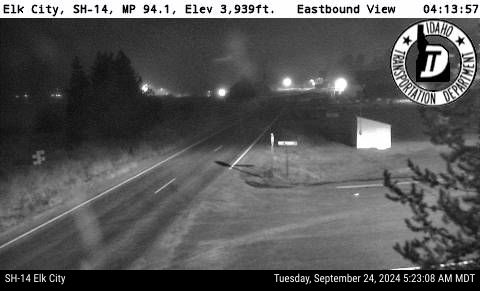 Elk City, SH-14, MP 94.1, Elev 3,939ft. Eastbound View 04:13:57
IDAHO
TRANSPORTATION DEPARTMENT
SH-14 Elk City Tuesday, September 24, 2024 5:23:08 AM MDT